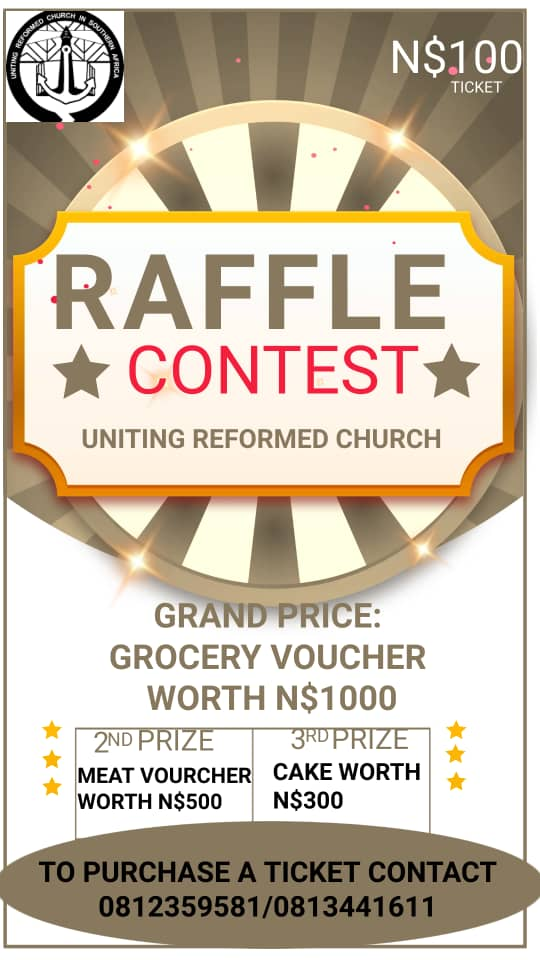 UNITING REFORMED CHURCH IN SOUTHERN AFRICA
N$100
TICKET
RAFFLE
CONTEST
UNITING REFORMED CHURCH
GRAND PRICE:
GROCERY VOUCHER
WORTH N$1000
2ND PRIZE
MEAT VOURCHER
WORTH N$500
3RD PRIZE
CAKE WORTH
N$300
TO PURCHASE A TICKET CONTACT
0812359581/0813441611